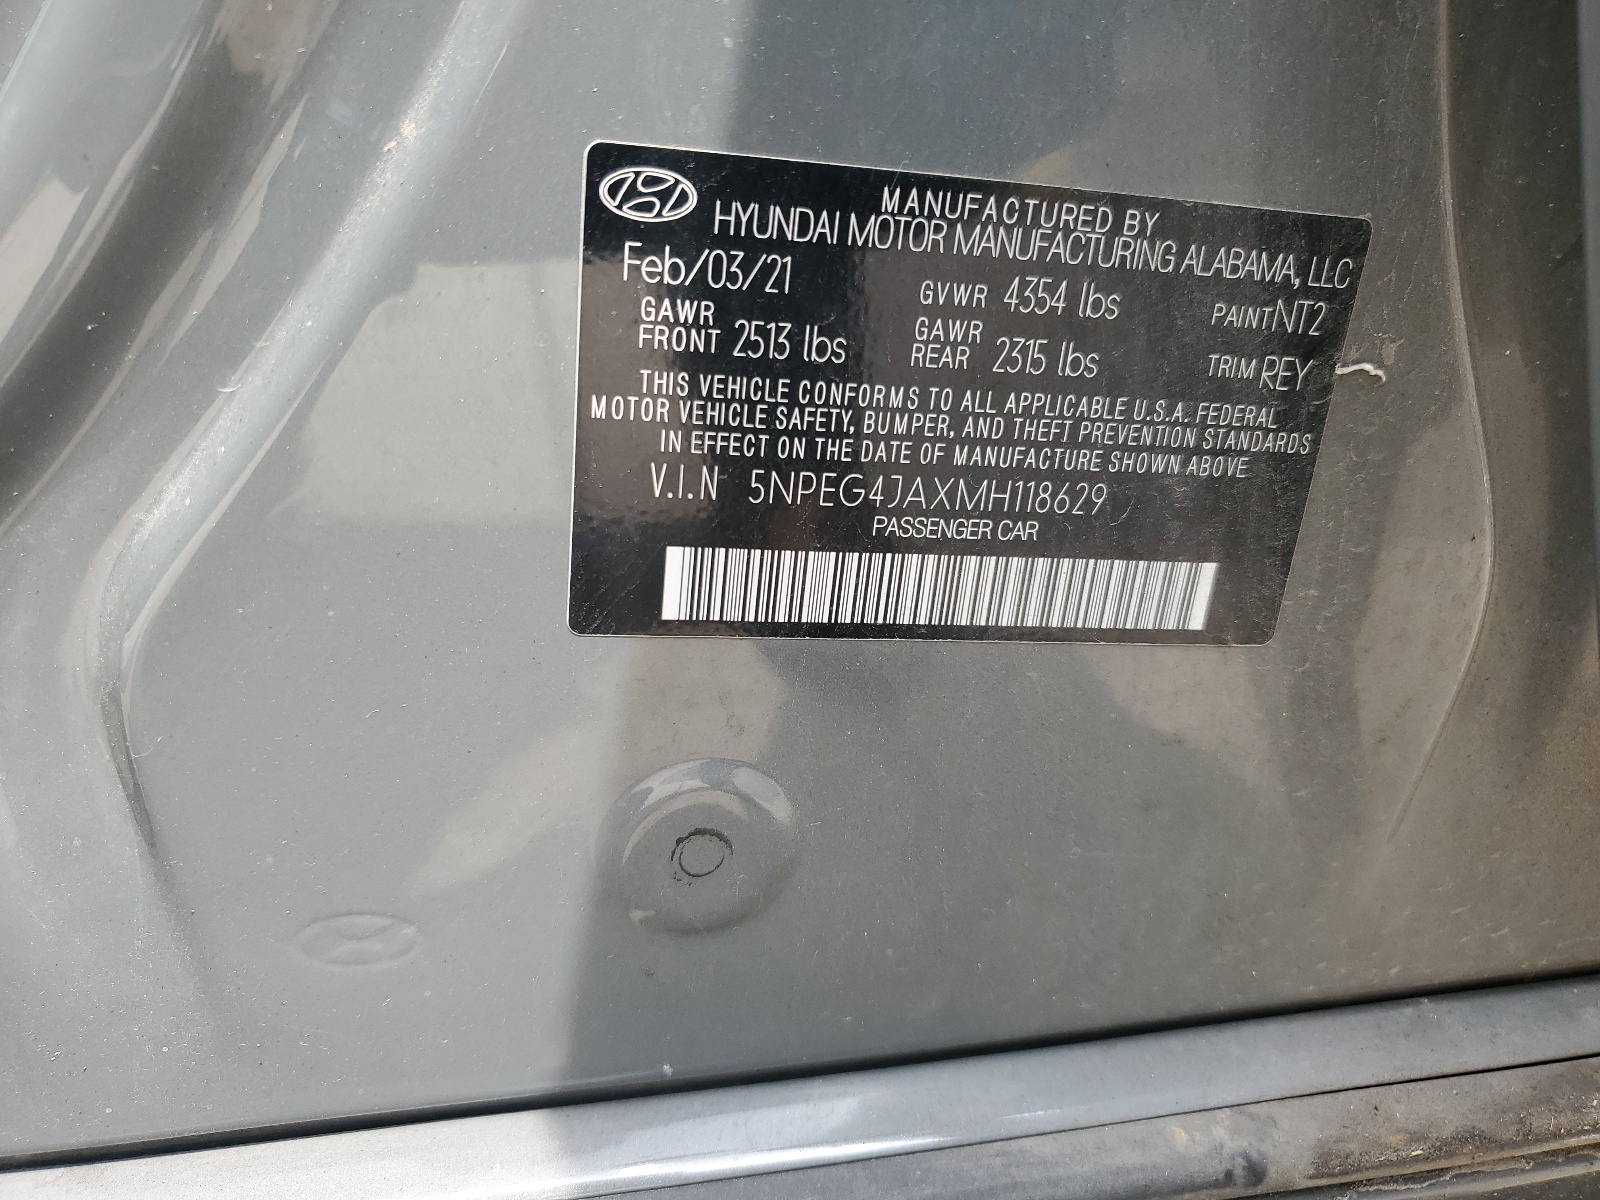 MANUFACTURED BY
HYUNDAI MOTOR MANUFACTURING ALABAMA, LLC
Feb/03/21 GVWR 4354 lbs PAINT NT2
GAWR FRONT 2513 lbs GAWR REAR 2315 lbs TRIM REY
THIS VEHICLE CONFORMS TO ALL APPLICABLE U.S.A. FEDERAL
MOTOR VEHICLE SAFETY, BUMPER, AND THEFT PREVENTION STANDARDS
IN EFFECT ON THE DATE OF MANUFACTURE SHOWN ABOVE
V.I.N 5NPEG4JAXMH118629
PASSENGER CAR